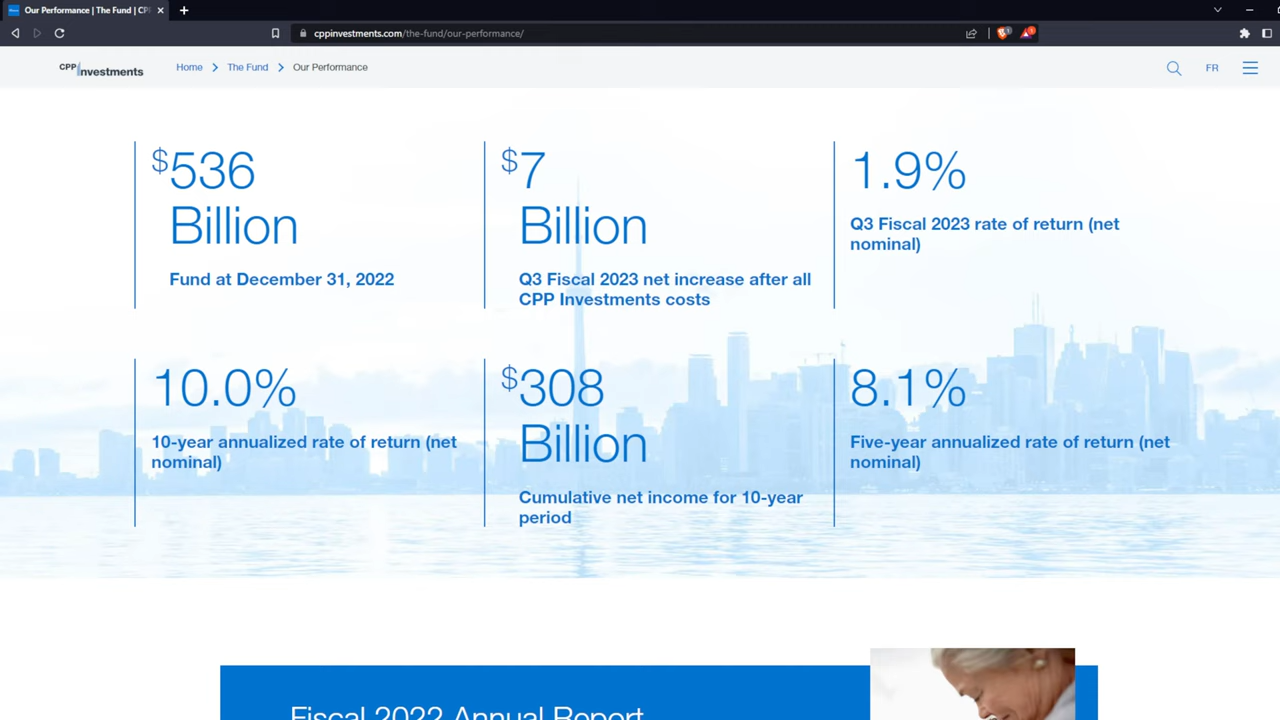 Our Performance | The Fund | CP
cppinvestments.com/the-fund/our-performance/
CPP Investments
Home
The Fund
Our Performance
FR
$536
Billion
Fund at December 31, 2022
$7
Billion
Q3 Fiscal 2023 net increase after all
CPP Investments costs
1.9%
Q3 Fiscal 2023 rate of return (net
nominal)
10.0%
10-year annualized rate of return (net
nominal)
$308
Billion
Cumulative net income for 10-year
period
8.1%
Five-year annualized rate of return (net
nominal)
Fiscal 2022 Annual Report